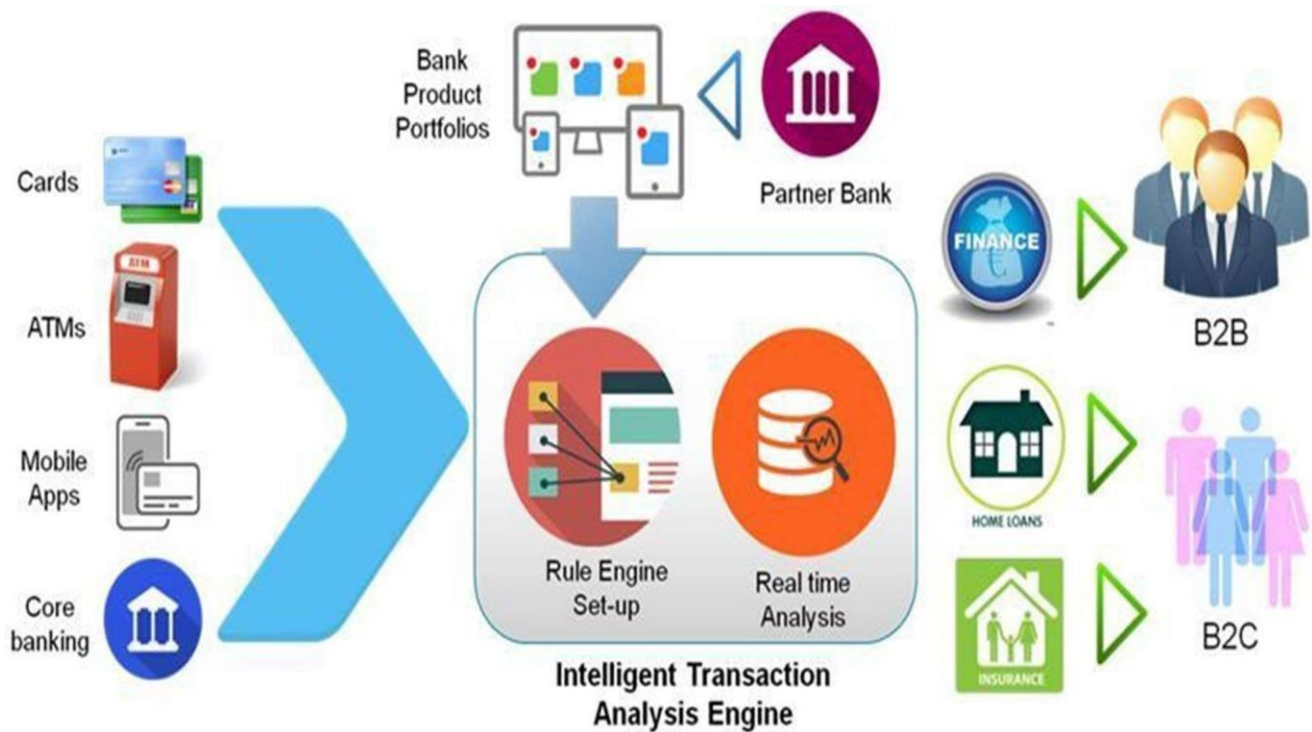 Cards
ATM
ATMs
Mobile
Apps
Core
banking
Bank
Product
Portfolios
Partner Bank
Rule Engine
Set-up
Real time
Analysis
Intelligent Transaction
Analysis Engine
FINANCE
€
B2B
HOME LOANS
INSURANCE
B2C